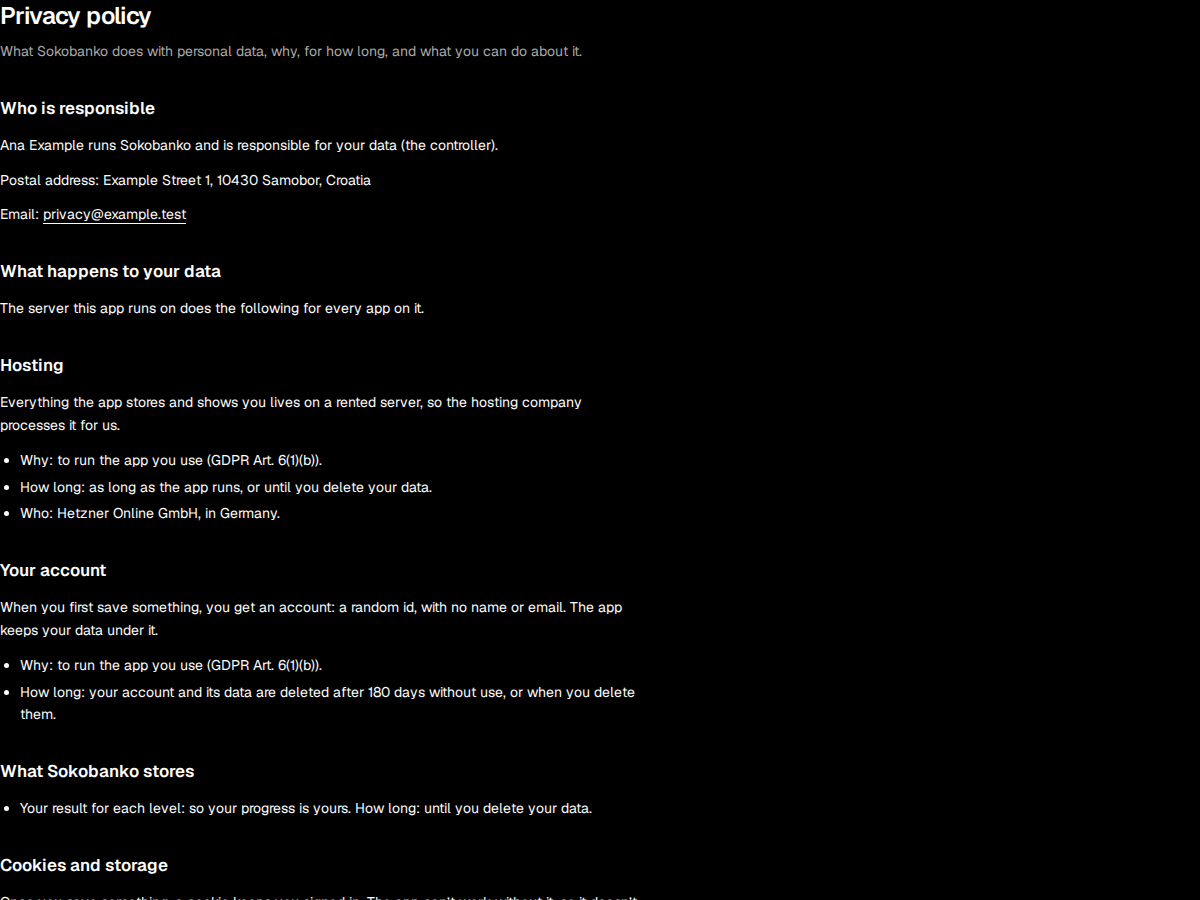 Privacy policy
What Sokobanko does with personal data, why, for how long, and what you can do about it.
Who is responsible
Ana Example runs Sokobanko and is responsible for your data (the controller).
Postal address: Example Street 1, 10430 Samobor, Croatia
Email: privacy@example.test
What happens to your data
The server this app runs on does the following for every app on it.
Hosting
Everything the app stores and shows you lives on a rented server, so the hosting company
processes it for us.
• Why: to run the app you use (GDPR Art. 6(1)(b)).
• How long: as long as the app runs, or until you delete your data.
• Who: Hetzner Online GmbH, in Germany.
Your account
When you first save something, you get an account: a random id, with no name or email. The app
keeps your data under it.
• Why: to run the app you use (GDPR Art. 6(1)(b)).
• How long: your account and its data are deleted after 180 days without use, or when you delete
them.
What Sokobanko stores
• Your result for each level: so your progress is yours. How long: until you delete your data.
Cookies and storage